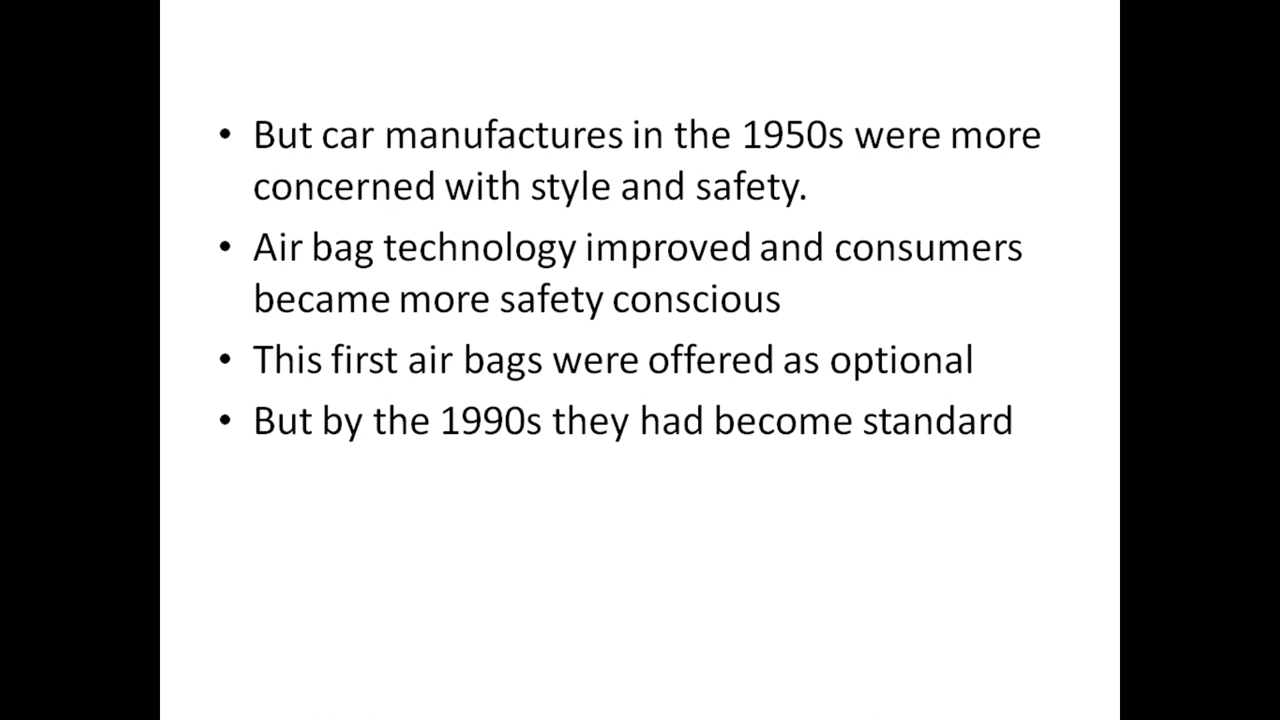 • But car manufactures in the 1950s were more
concerned with style and safety.
• Air bag technology improved and consumers
became more safety conscious
• This first air bags were offered as optional
• But by the 1990s they had become standard